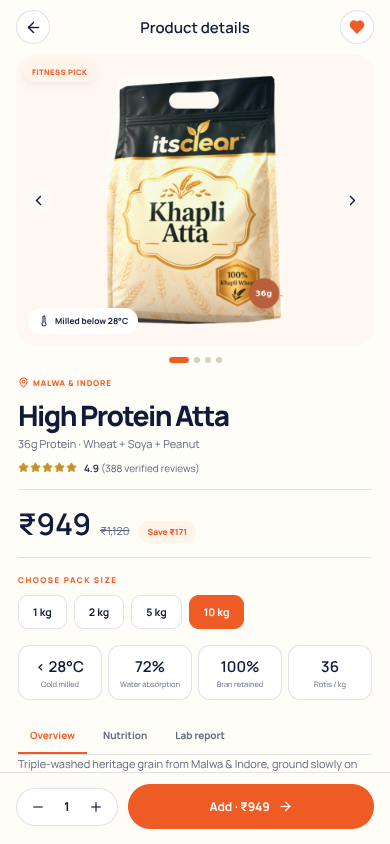 Product details
FITNESS PICK
itsclear
Khapli
Atta
100%
Khapli Wheat
36g
Milled below 28°C
MALWA & INDORE
High Protein Atta
36g Protein · Wheat + Soya + Peanut
4.9 (388 verified reviews)
₹949 ₹1,120 Save ₹171
CHOOSE PACK SIZE
1 kg 2 kg 5 kg 10 kg
< 28°C 72% 100% 36
Cold milled Water absorption Bran retained Rotis / kg
Overview Nutrition Lab report
Triple-washed heritage grain from Malwa & Indore, ground slowly on
1 Add · ₹949